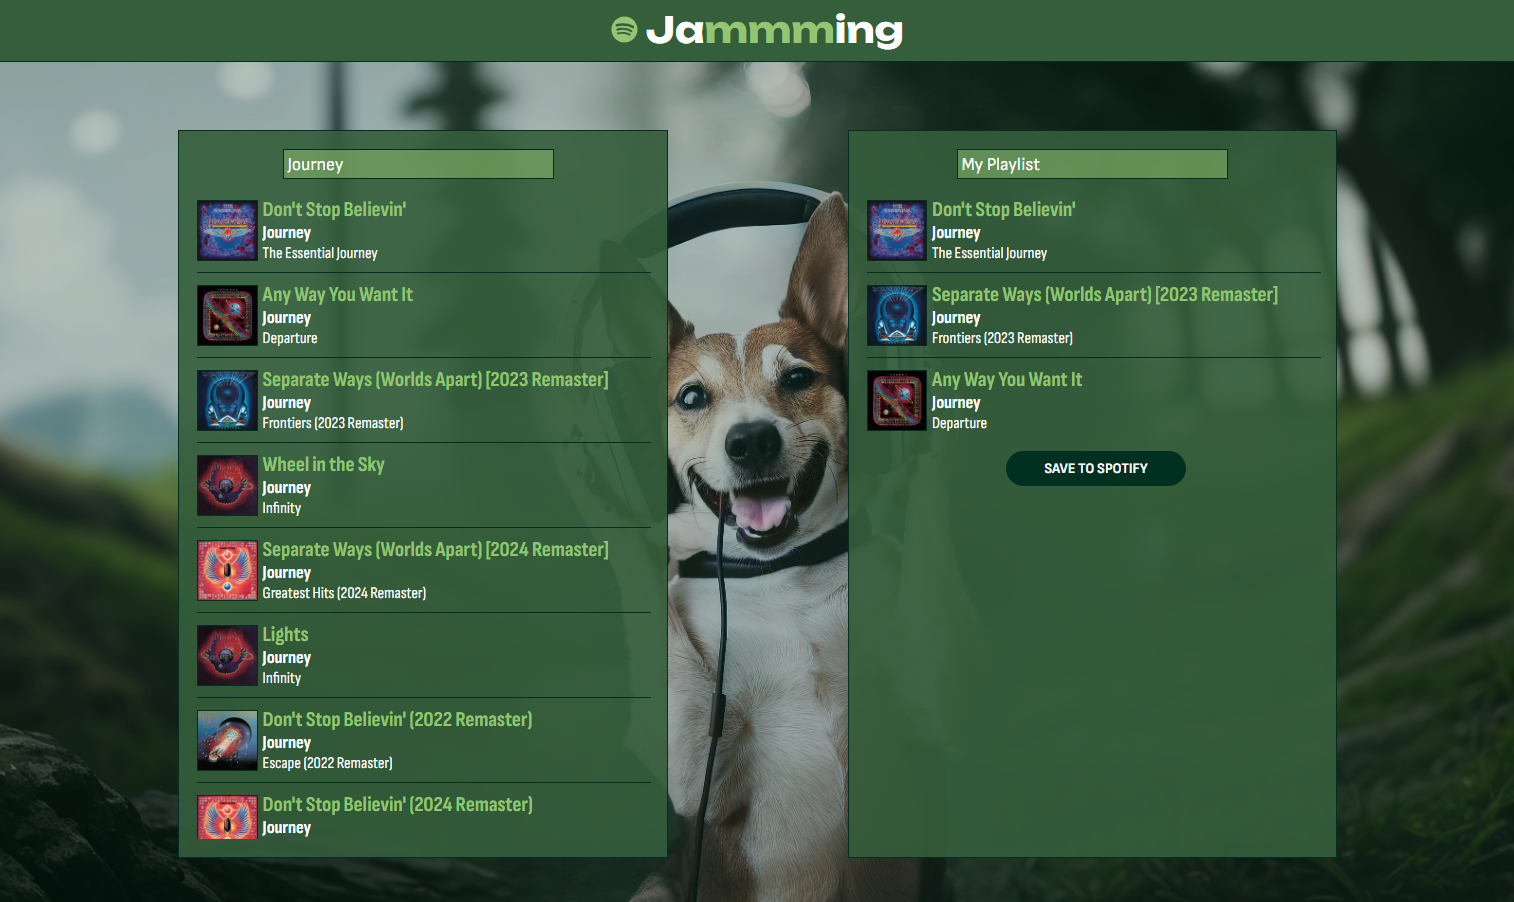 Jammming
Journey
Don't Stop Believin'
Journey
The Essential Journey
Any Way You Want It
Journey
Departure
Separate Ways (Worlds Apart) [2023 Remaster]
Journey
Frontiers (2023 Remaster)
Wheel in the Sky
Journey
Infinity
Separate Ways (Worlds Apart) [2024 Remaster]
Journey
Greatest Hits (2024 Remaster)
Lights
Journey
Infinity
Don't Stop Believin' (2022 Remaster)
Journey
Escape (2022 Remaster)
Don't Stop Believin' (2024 Remaster)
Journey
My Playlist
Don't Stop Believin'
Journey
The Essential Journey
Separate Ways (Worlds Apart) [2023 Remaster]
Journey
Frontiers (2023 Remaster)
Any Way You Want It
Journey
Departure
SAVE TO SPOTIFY